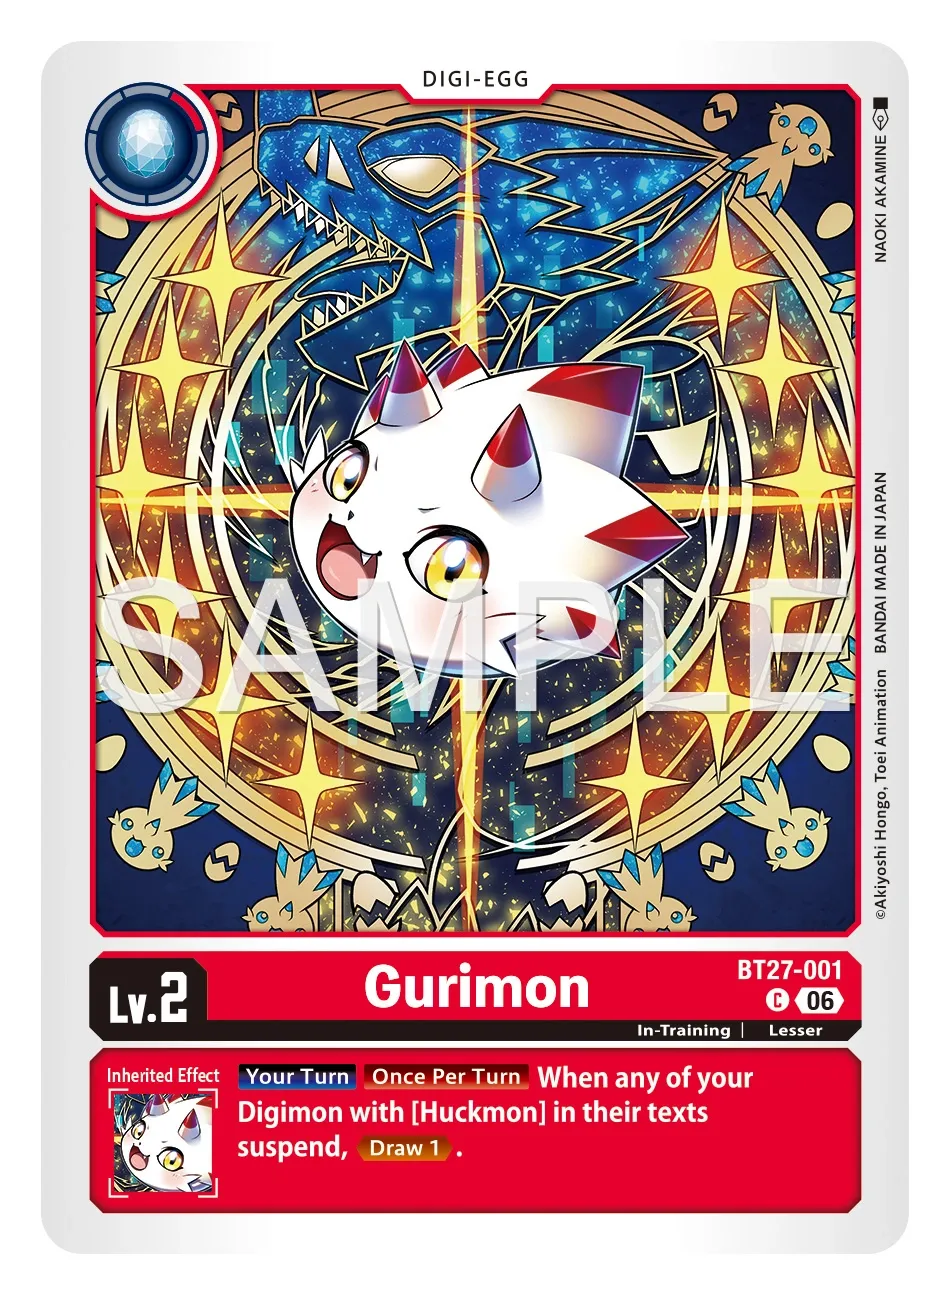 DIGI-EGG
NAOKI AKAMINE
BANDAI MADE IN JAPAN
©Akiyoshi Hongo, Toei Animation
SAMPLE
Lv.2
Gurimon
BT27-001
C 06
In-Training | Lesser
Inherited Effect
Your Turn Once Per Turn When any of your
Digimon with [Huckmon] in their texts
suspend, Draw 1 .